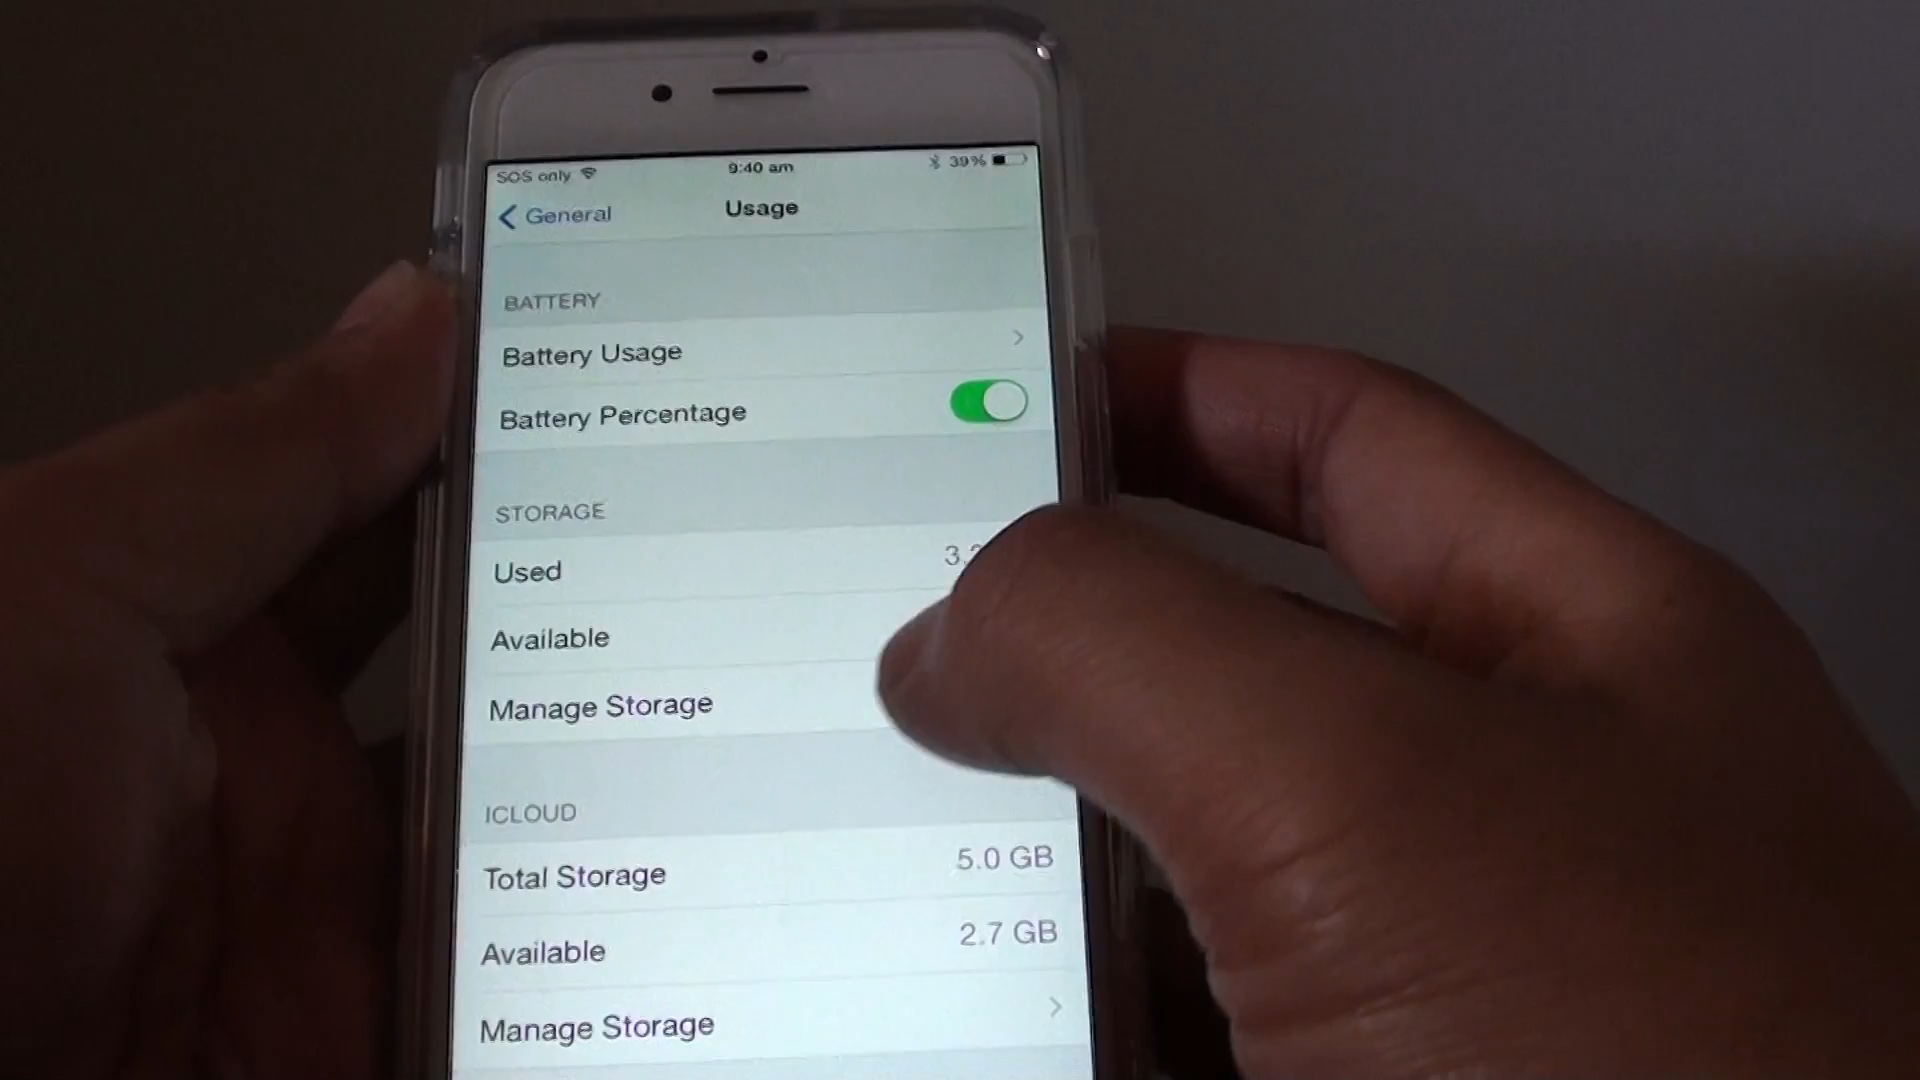 SOS only 9:40 am 39%
General Usage
BATTERY
Battery Usage
Battery Percentage
STORAGE
Used
Available
Manage Storage
ICLOUD
Total Storage 5.0 GB
Available 2.7 GB
Manage Storage